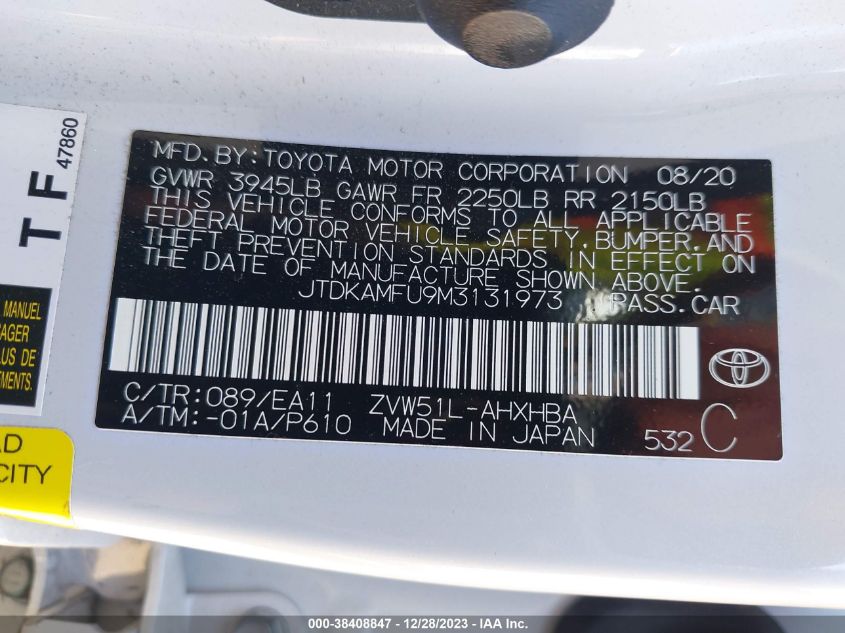 MFD. BY: TOYOTA MOTOR CORPORATION 08/20
GVWR 3945LB GAWR FR 2250LB RR 2150LB
THIS VEHICLE CONFORMS TO ALL APPLICABLE
FEDERAL MOTOR VEHICLE SAFETY, BUMPER, AND
THEFT PREVENTION STANDARDS IN EFFECT ON
THE DATE OF MANUFACTURE SHOWN ABOVE.
JTDKAMFU9M3131973 PASS. CAR
C/TR: 089/EA11 ZVW51L-AHXHBA C
A/TM: -01A/P610 MADE IN JAPAN 532
T F 47860
MANUEL
AGER
LUS DE
EMENTS.
AD
CITY
000-38408847 - 12/28/2023 - IAA Inc.